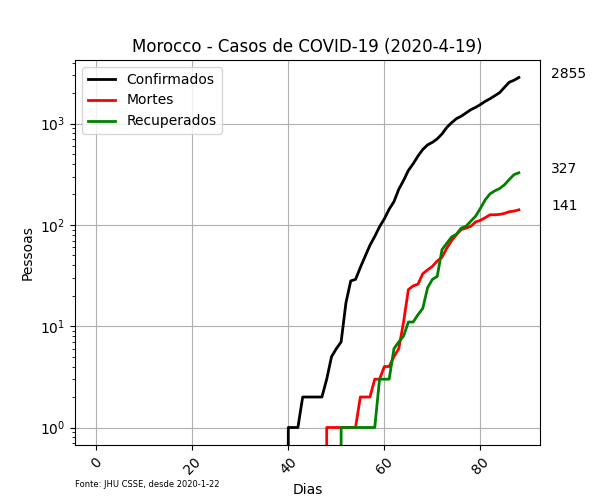 Morocco - Casos de COVID-19 (2020-4-19)
Confirmados
Mortes
Recuperados
2855
327
141
10³
10²
10¹
10⁰
Pessoas
0 20 40 60 80
Dias
Fonte: JHU CSSE, desde 2020-1-22